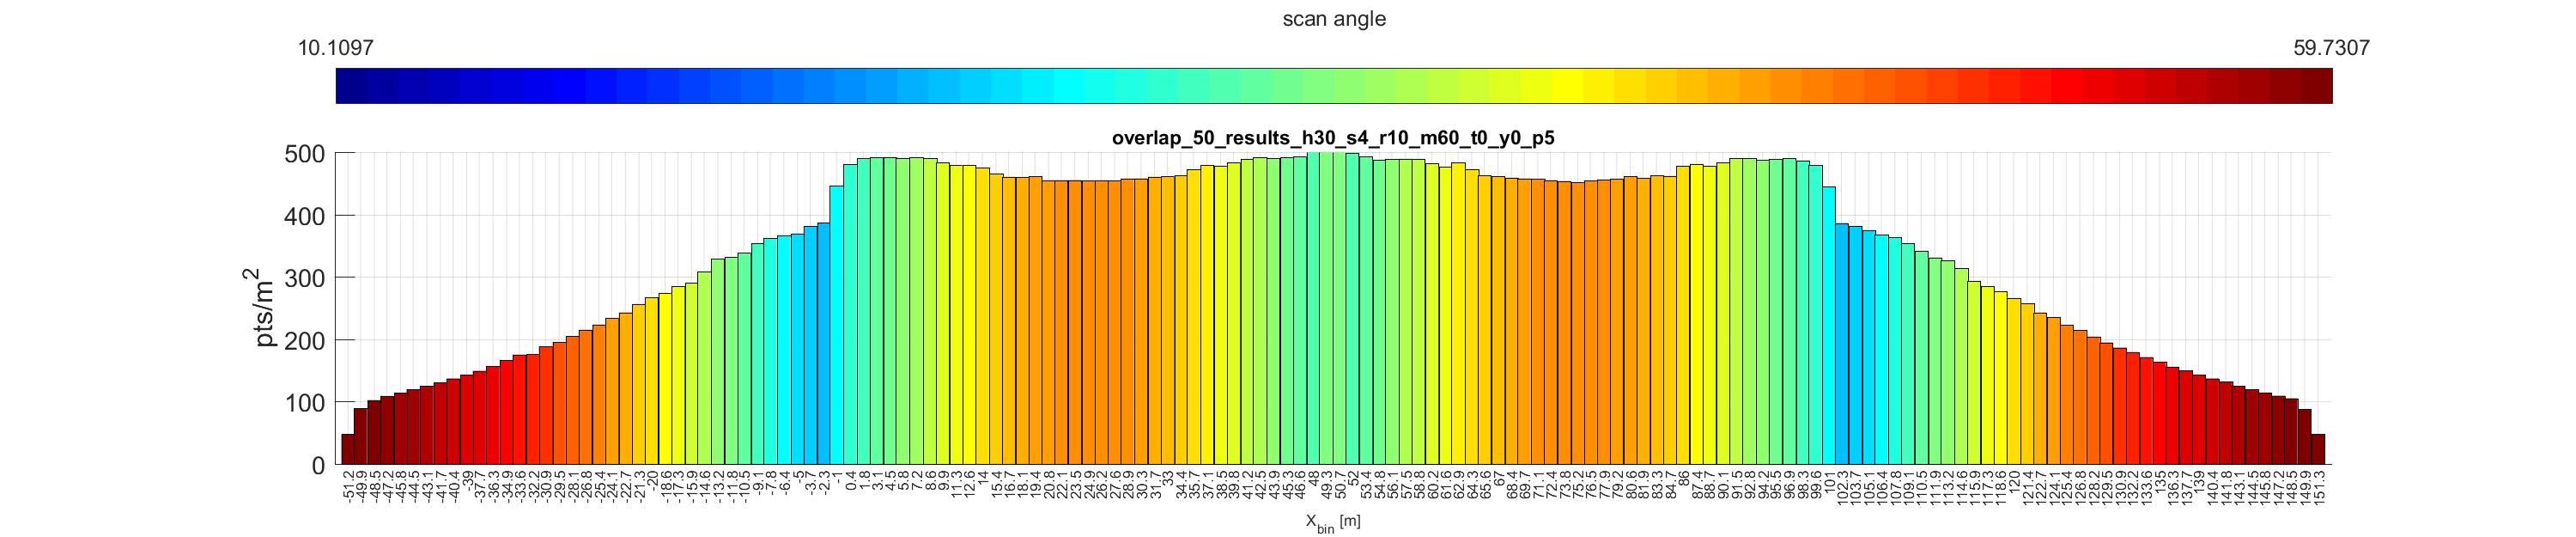 scan angle
10.1097 59.7307
overlap_50_results_h30_s4_r10_m60_t0_y0_p5
500
400
300
200
100
0
pts/m2
-51.2 -49.9 -48.5 -47.2 -45.8 -44.5 -43.1 -41.7 -40.4 -39 -37.7 -36.3 -34.9 -33.6 -32.2 -30.9 -29.5 -28.1 -26.8 -25.4 -24.1 -22.7 -21.3 -20 -18.6 -17.3 -15.9 -14.6 -13.2 -11.8 -10.5 -9.1 -7.8 -6.4 -5 -3.7 -2.3 -1 0.4 1.8 3.1 4.5 5.8 7.2 8.6 9.9 11.3 12.6 14 15.4 16.7 18.1 19.4 20.8 22.1 23.5 24.9 26.2 27.6 28.9 30.3 31.7 33 34.4 35.7 37.1 38.5 39.8 41.2 42.5 43.9 45.3 46.6 48 49.3 50.7 52 53.4 54.8 56.1 57.5 58.8 60.2 61.6 62.9 64.3 65.6 67 68.4 69.7 71.1 72.4 73.8 75.2 76.5 77.9 79.2 80.6 81.9 83.3 84.7 86 87.4 88.7 90.1 91.5 92.8 94.2 95.5 96.9 98.3 99.6 101 102.3 103.7 105.1 106.4 107.8 109.1 110.5 111.9 113.2 114.6 115.9 117.3 118.6 120 121.4 122.7 124.1 125.4 126.8 128.2 129.5 130.9 132.2 133.6 135 136.3 137.7 139 140.4 141.8 143.1 144.5 145.8 147.2 148.5 149.9 151.3
Xbin [m]